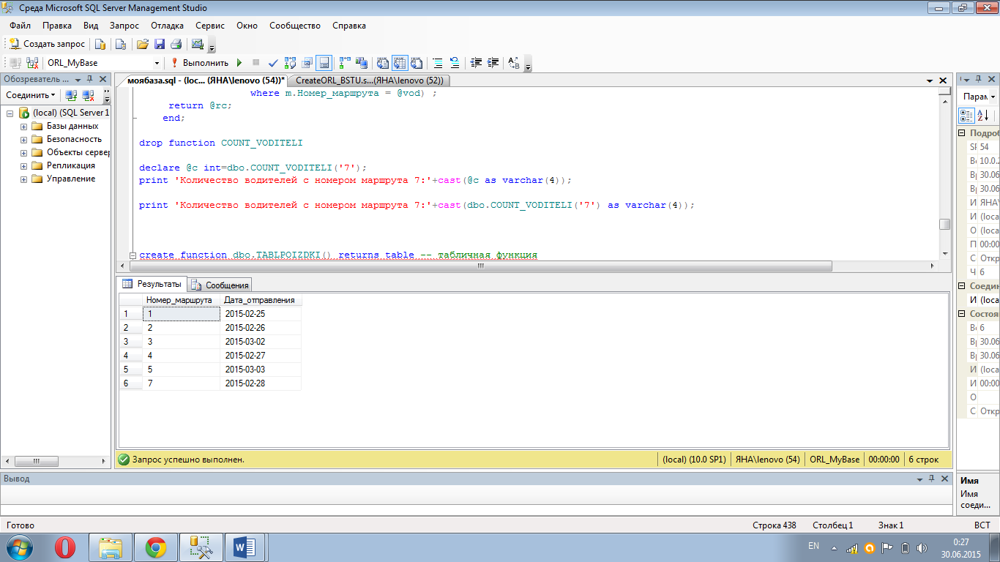 Среда Microsoft SQL Server Management Studio
Файл Правка Вид Запрос Отладка Сервис Окно Сообщество Справка
Создать запрос
ORL_MyBase Выполнить
Обозреватель ...
Соединить
(local) (SQL Server 1
Базы данных
Безопасность
Объекты сервер
Репликация
Управление
моябаза.sql - (loc... (ЯНА\lenovo (54))* CreateORL_BSTU.s...(ЯНА\lenovo (52))
where m.Номер_маршрута = @vod) ;
return @rc;
end;
drop function COUNT_VODITELI
declare @c int=dbo.COUNT_VODITELI('7');
print 'Количество водителей с номером маршрута 7:'+cast(@c as varchar(4));
print 'Количество водителей с номером маршрута 7:'+cast(dbo.COUNT_VODITELI('7') as varchar(4));
create function dbo.TABLPOIZDKI() returns table -- табличная функция
Результаты Сообщения
Номер_маршрута Дата_отправления
1 1 2015-02-25
2 2 2015-02-26
3 3 2015-03-02
4 4 2015-02-27
5 5 2015-03-03
6 7 2015-02-28
Запрос успешно выполнен. (local) (10.0 SP1) ЯНА\lenovo (54) ORL_MyBase 00:00:00 6 строк
Парам
Подроб
SF 54
10.0.2
30.06
30.06
И ЯНА\
И (loca
О (loca
П 00:00
С Откр
Ч 6
Соедин
И (loca
Состоя
6
30.06
30.06
И (loca
И 00:00
О
С Откр
Имя
Имя
соеди...
Вывод
Готово Строка 438 Столбец 1 Знак 1 ВСТ
EN 0:27
30.06.2015